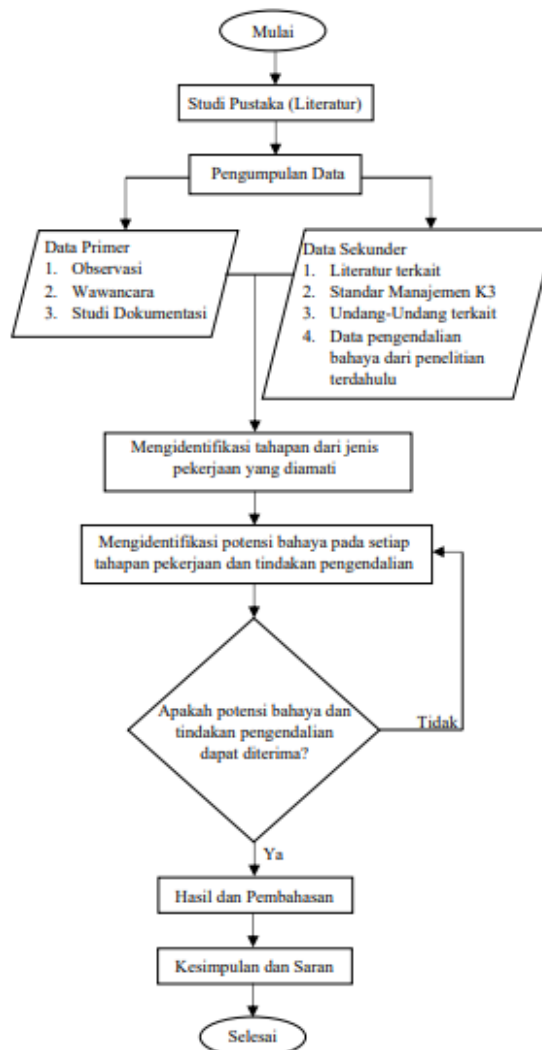 Mulai
Studi Pustaka (Literatur)
Pengumpulan Data
Data Primer
1. Observasi
2. Wawancara
3. Studi Dokumentasi
Data Sekunder
1. Literatur terkait
2. Standar Manajemen K3
3. Undang-Undang terkait
4. Data pengendalian
bahaya dari penelitian
terdahulu
Mengidentifikasi tahapan dari jenis
pekerjaan yang diamati
Mengidentifikasi potensi bahaya pada setiap
tahapan pekerjaan dan tindakan pengendalian
Apakah potensi bahaya dan
tindakan pengendalian
dapat diterima?
Tidak
Ya
Hasil dan Pembahasan
Kesimpulan dan Saran
Selesai